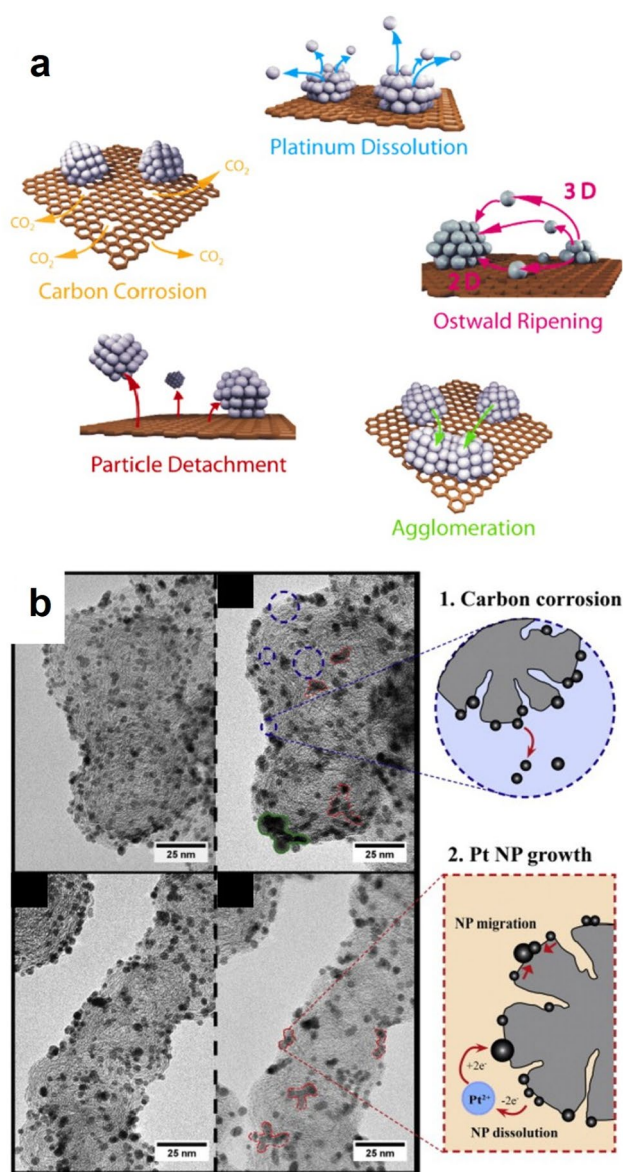 a
Platinum Dissolution
CO₂
CO₂
CO₂
CO₂
Carbon Corrosion
3 D
2 D
Ostwald Ripening
Particle Detachment
Agglomeration
b
1. Carbon corrosion
25 nm
25 nm
2. Pt NP growth
NP migration
+2e⁻
Pt²⁺
-2e⁻
NP dissolution
25 nm
25 nm